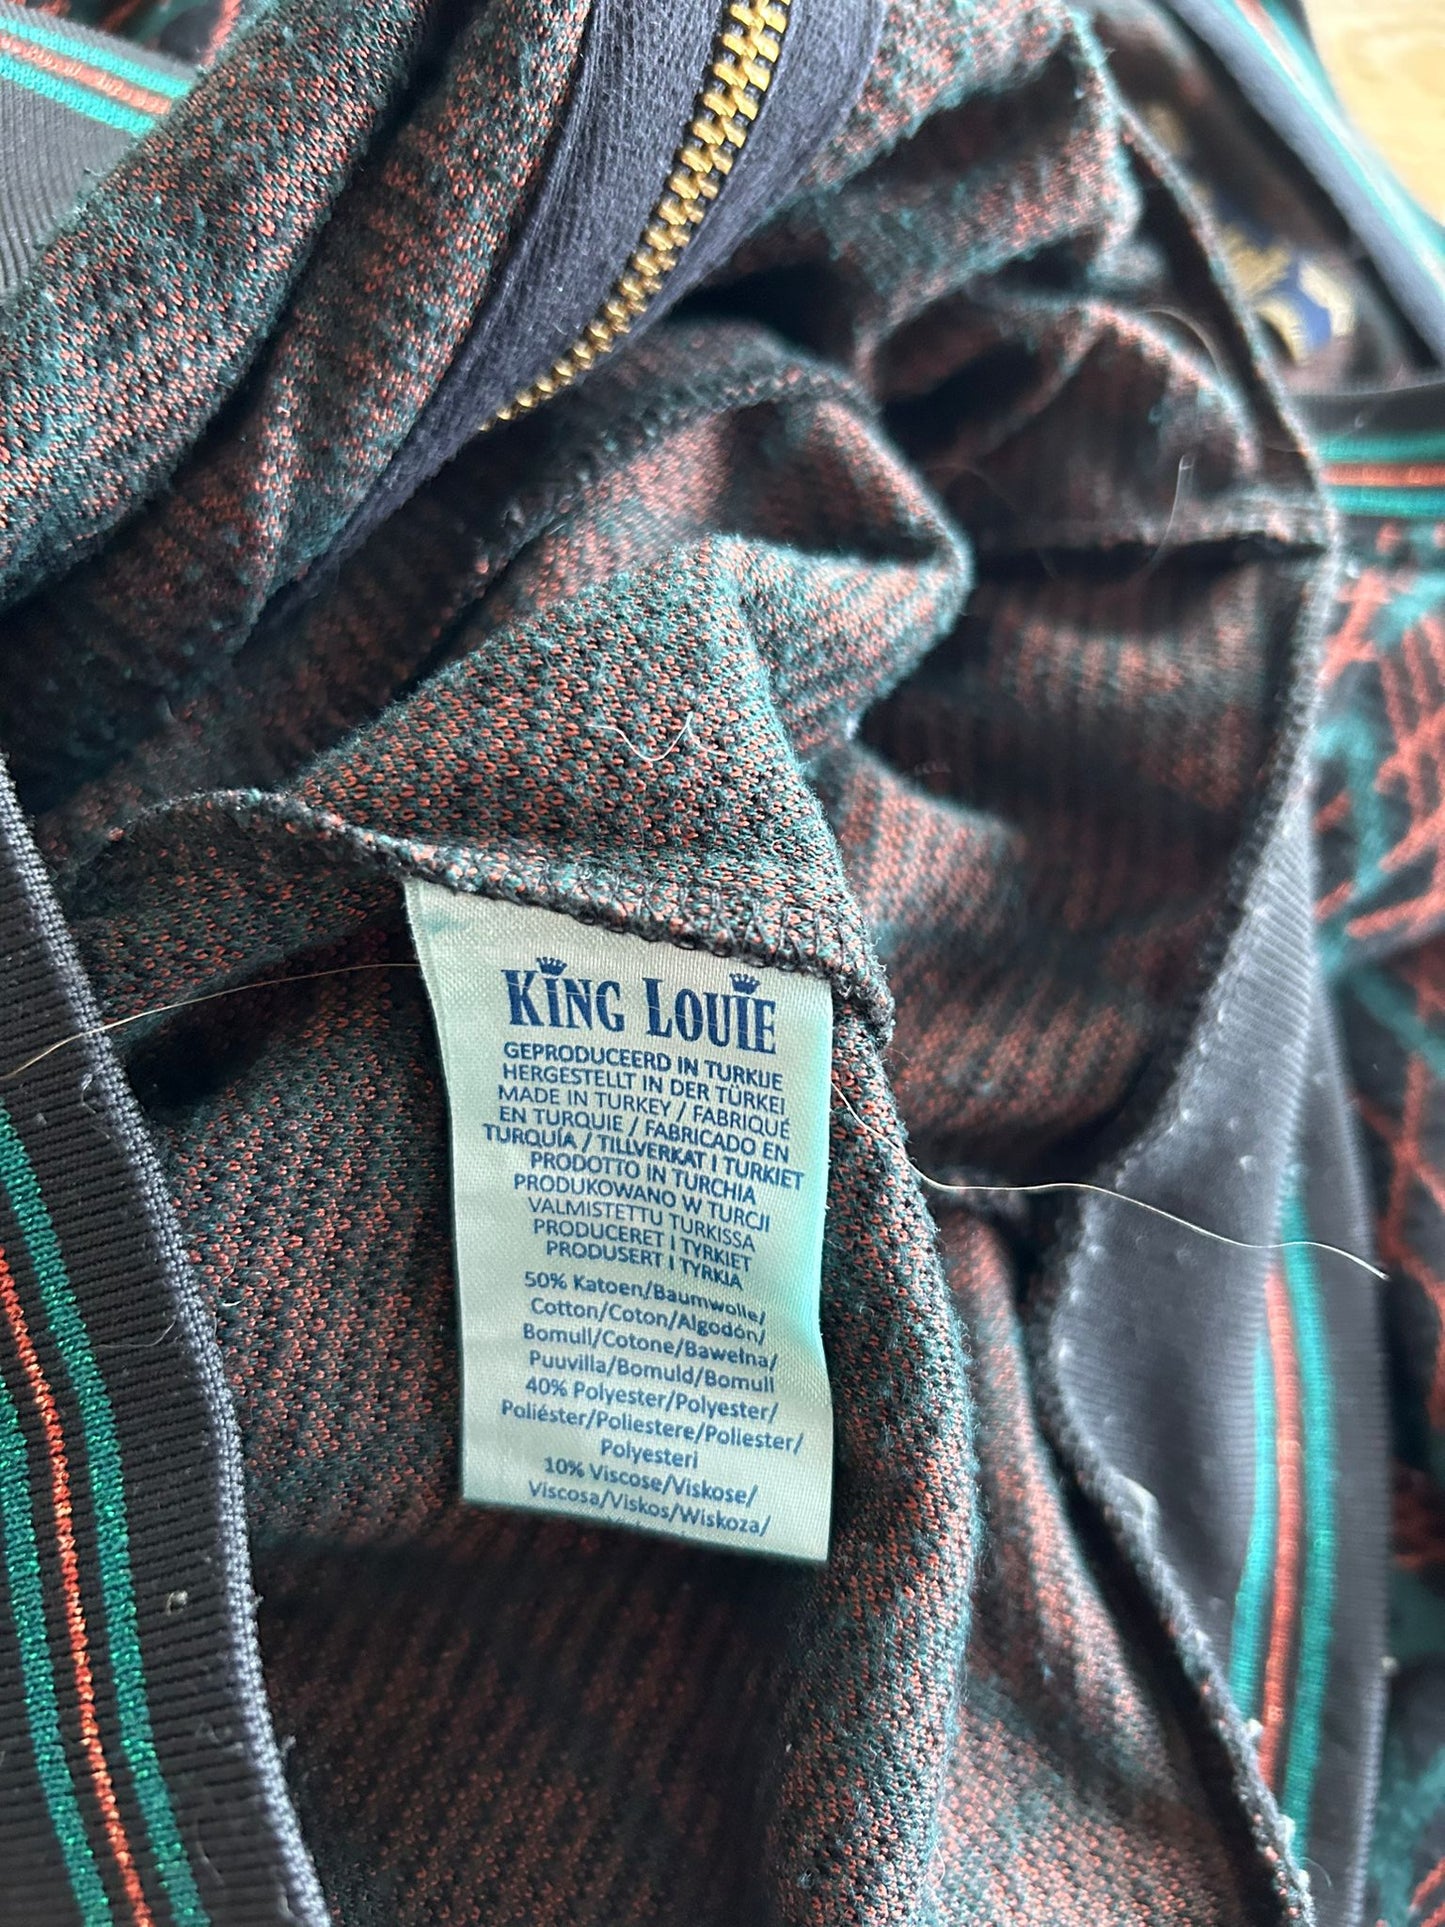 KING LOUIE
GEPRODUCEERD IN TURKIJE
HERGESTELLT IN DER TÜRKEI
MADE IN TURKEY / FABRIQUÉ
EN TURQUIE / FABRICADO EN
TURQUÍA / TILLVERKAT I TURKIET
PRODOTTO IN TURCHIA
PRODUKOWANO W TURCJI
VALMISTETTU TURKISSA
PRODUCERET I TYRKIET
PRODUSERT I TYRKIA
50% Katoen/Baumwolle/
Cotton/Coton/Algodón/
Bomull/Cotone/Bawełna/
Puuvilla/Bomuld/Bomull
40% Polyester/Polyester/
Poliéster/Poliestere/Poliester/
Polyesteri
10% Viscose/Viskose/
Viscosa/Viskos/Wiskoza/